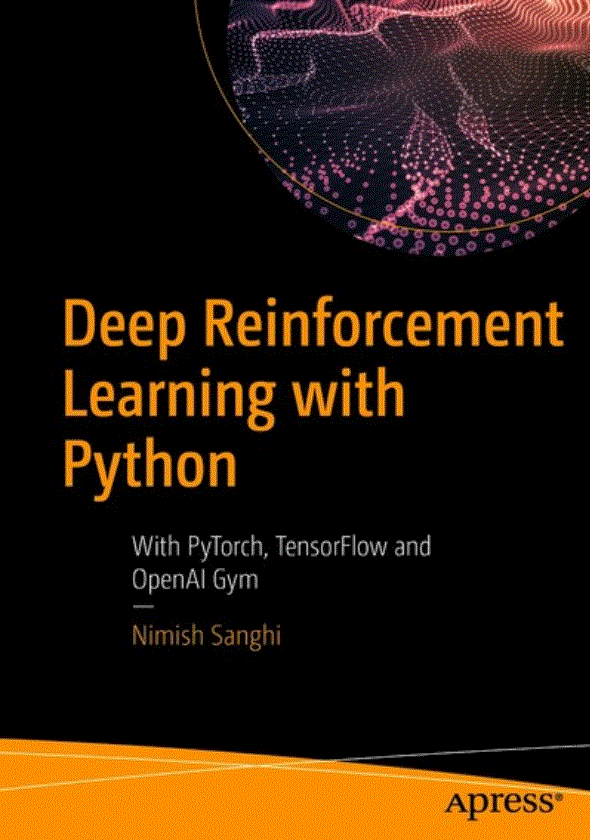 Deep Reinforcement
Learning with
Python
With PyTorch, TensorFlow and
OpenAI Gym
Nimish Sanghi
Apress®